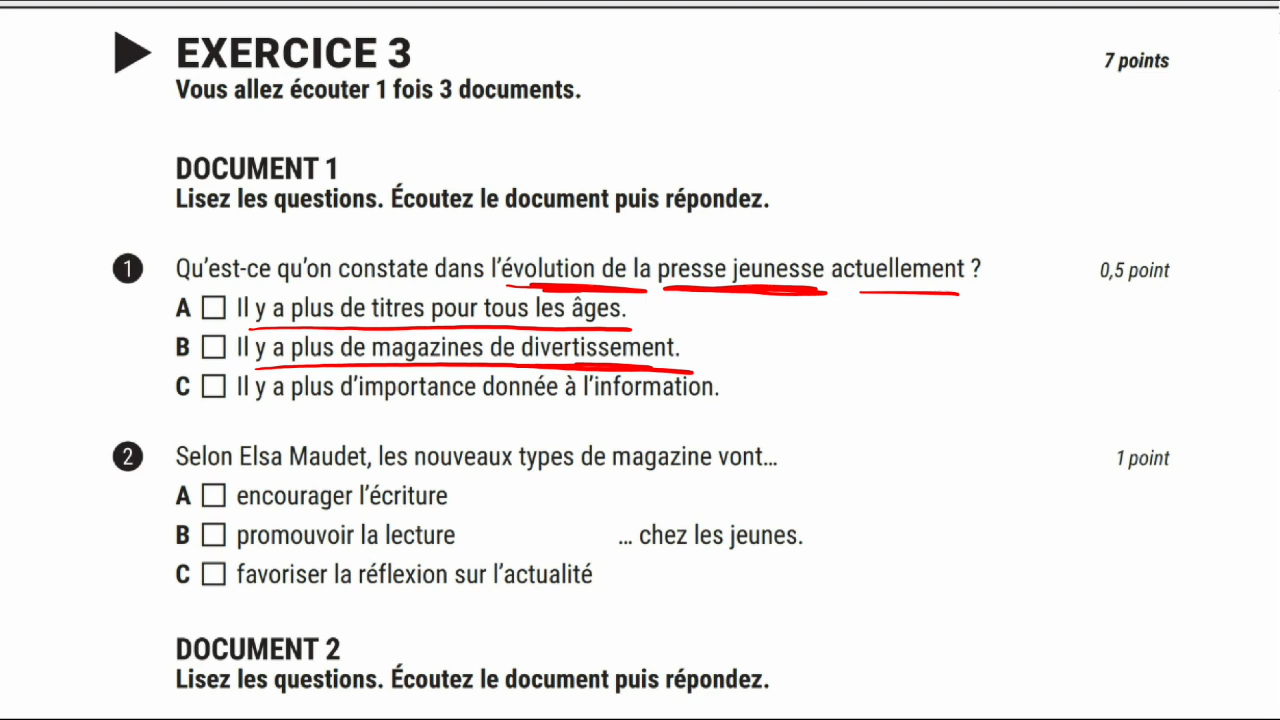 EXERCICE 3 7 points
Vous allez écouter 1 fois 3 documents.
DOCUMENT 1
Lisez les questions. Écoutez le document puis répondez.
1 Qu'est-ce qu'on constate dans l'évolution de la presse jeunesse actuellement ? 0,5 point
A Il y a plus de titres pour tous les âges.
B Il y a plus de magazines de divertissement.
C Il y a plus d'importance donnée à l'information.
2 Selon Elsa Maudet, les nouveaux types de magazine vont... 1 point
A encourager l'écriture
B promouvoir la lecture ... chez les jeunes.
C favoriser la réflexion sur l'actualité
DOCUMENT 2
Lisez les questions. Écoutez le document puis répondez.